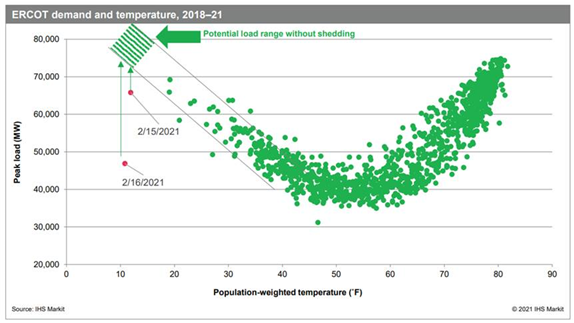 ERCOT demand and temperature, 2018–21
Potential load range without shedding
Peak load (MW)
80,000
70,000
60,000
50,000
40,000
30,000
20,000
2/15/2021
2/16/2021
0 10 20 30 40 50 60 70 80 90
Population-weighted temperature (˚F)
Source: IHS Markit © 2021 IHS Markit